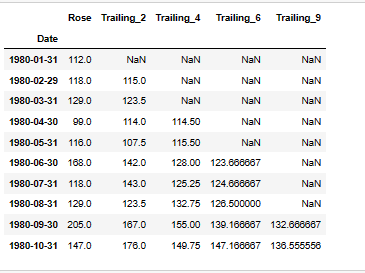 Rose Trailing_2 Trailing_4 Trailing_6 Trailing_9
Date
1980-01-31 112.0 NaN NaN NaN NaN
1980-02-29 118.0 115.0 NaN NaN NaN
1980-03-31 129.0 123.5 NaN NaN NaN
1980-04-30 99.0 114.0 114.50 NaN NaN
1980-05-31 116.0 107.5 115.50 NaN NaN
1980-06-30 168.0 142.0 128.00 123.666667 NaN
1980-07-31 118.0 143.0 125.25 124.666667 NaN
1980-08-31 129.0 123.5 132.75 126.500000 NaN
1980-09-30 205.0 167.0 155.00 139.166667 132.666667
1980-10-31 147.0 176.0 149.75 147.166667 136.555556